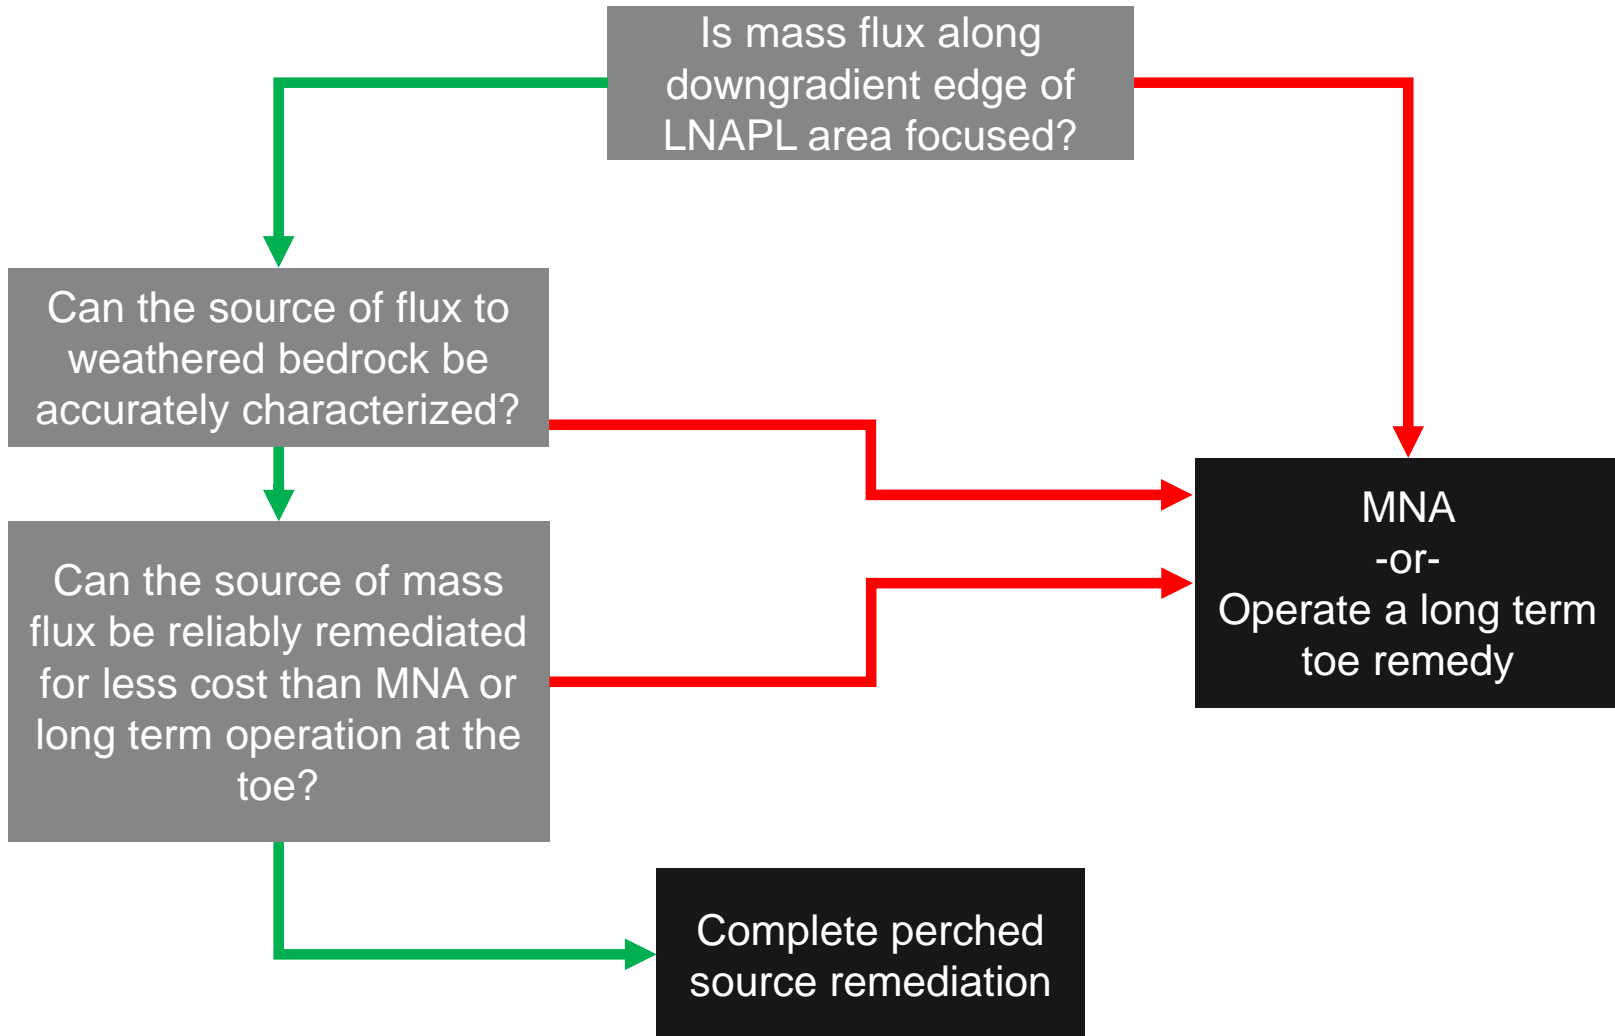 Is mass flux along
downgradient edge of
LNAPL area focused?
Can the source of flux to
weathered bedrock be
accurately characterized?
MNA
-or-
Operate a long term
toe remedy
Can the source of mass
flux be reliably remediated
for less cost than MNA or
long term operation at the
toe?
Complete perched
source remediation